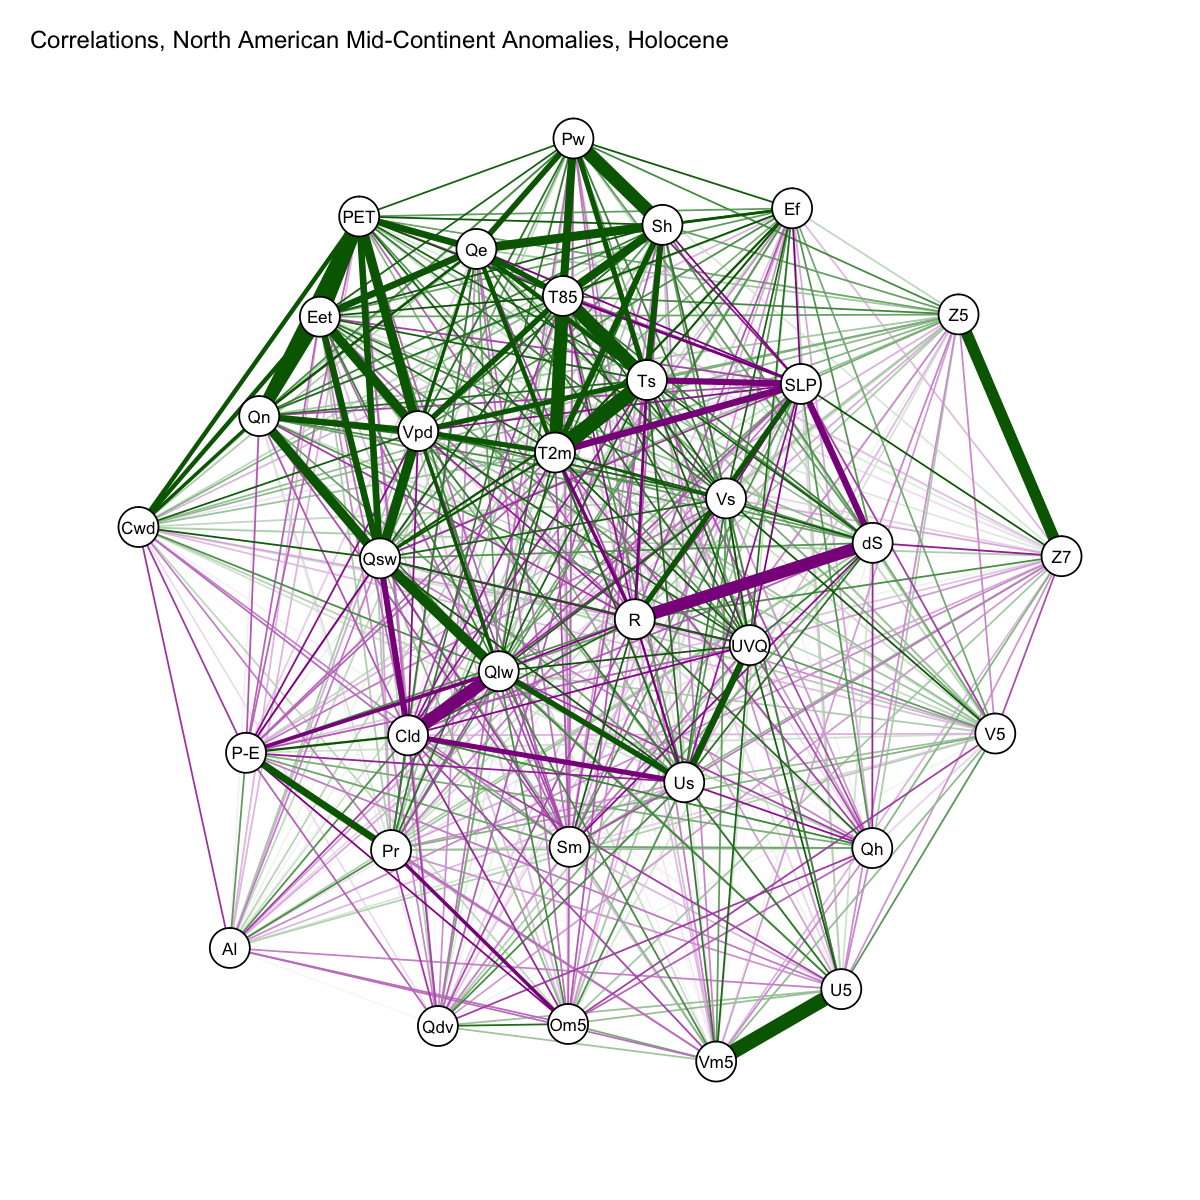 Correlations, North American Mid-Continent Anomalies, Holocene
Pw
PET
Ef
Sh
Qe
T85
Z5
Eet
Ts
SLP
Qn
Vpd
T2m
Vs
Cwd
dS
Z7
Qsw
R
UVQ
Qlw
V5
Cld
P-E
Us
Sm
Qh
Pr
Al
U5
Om5
Qdv
Vm5